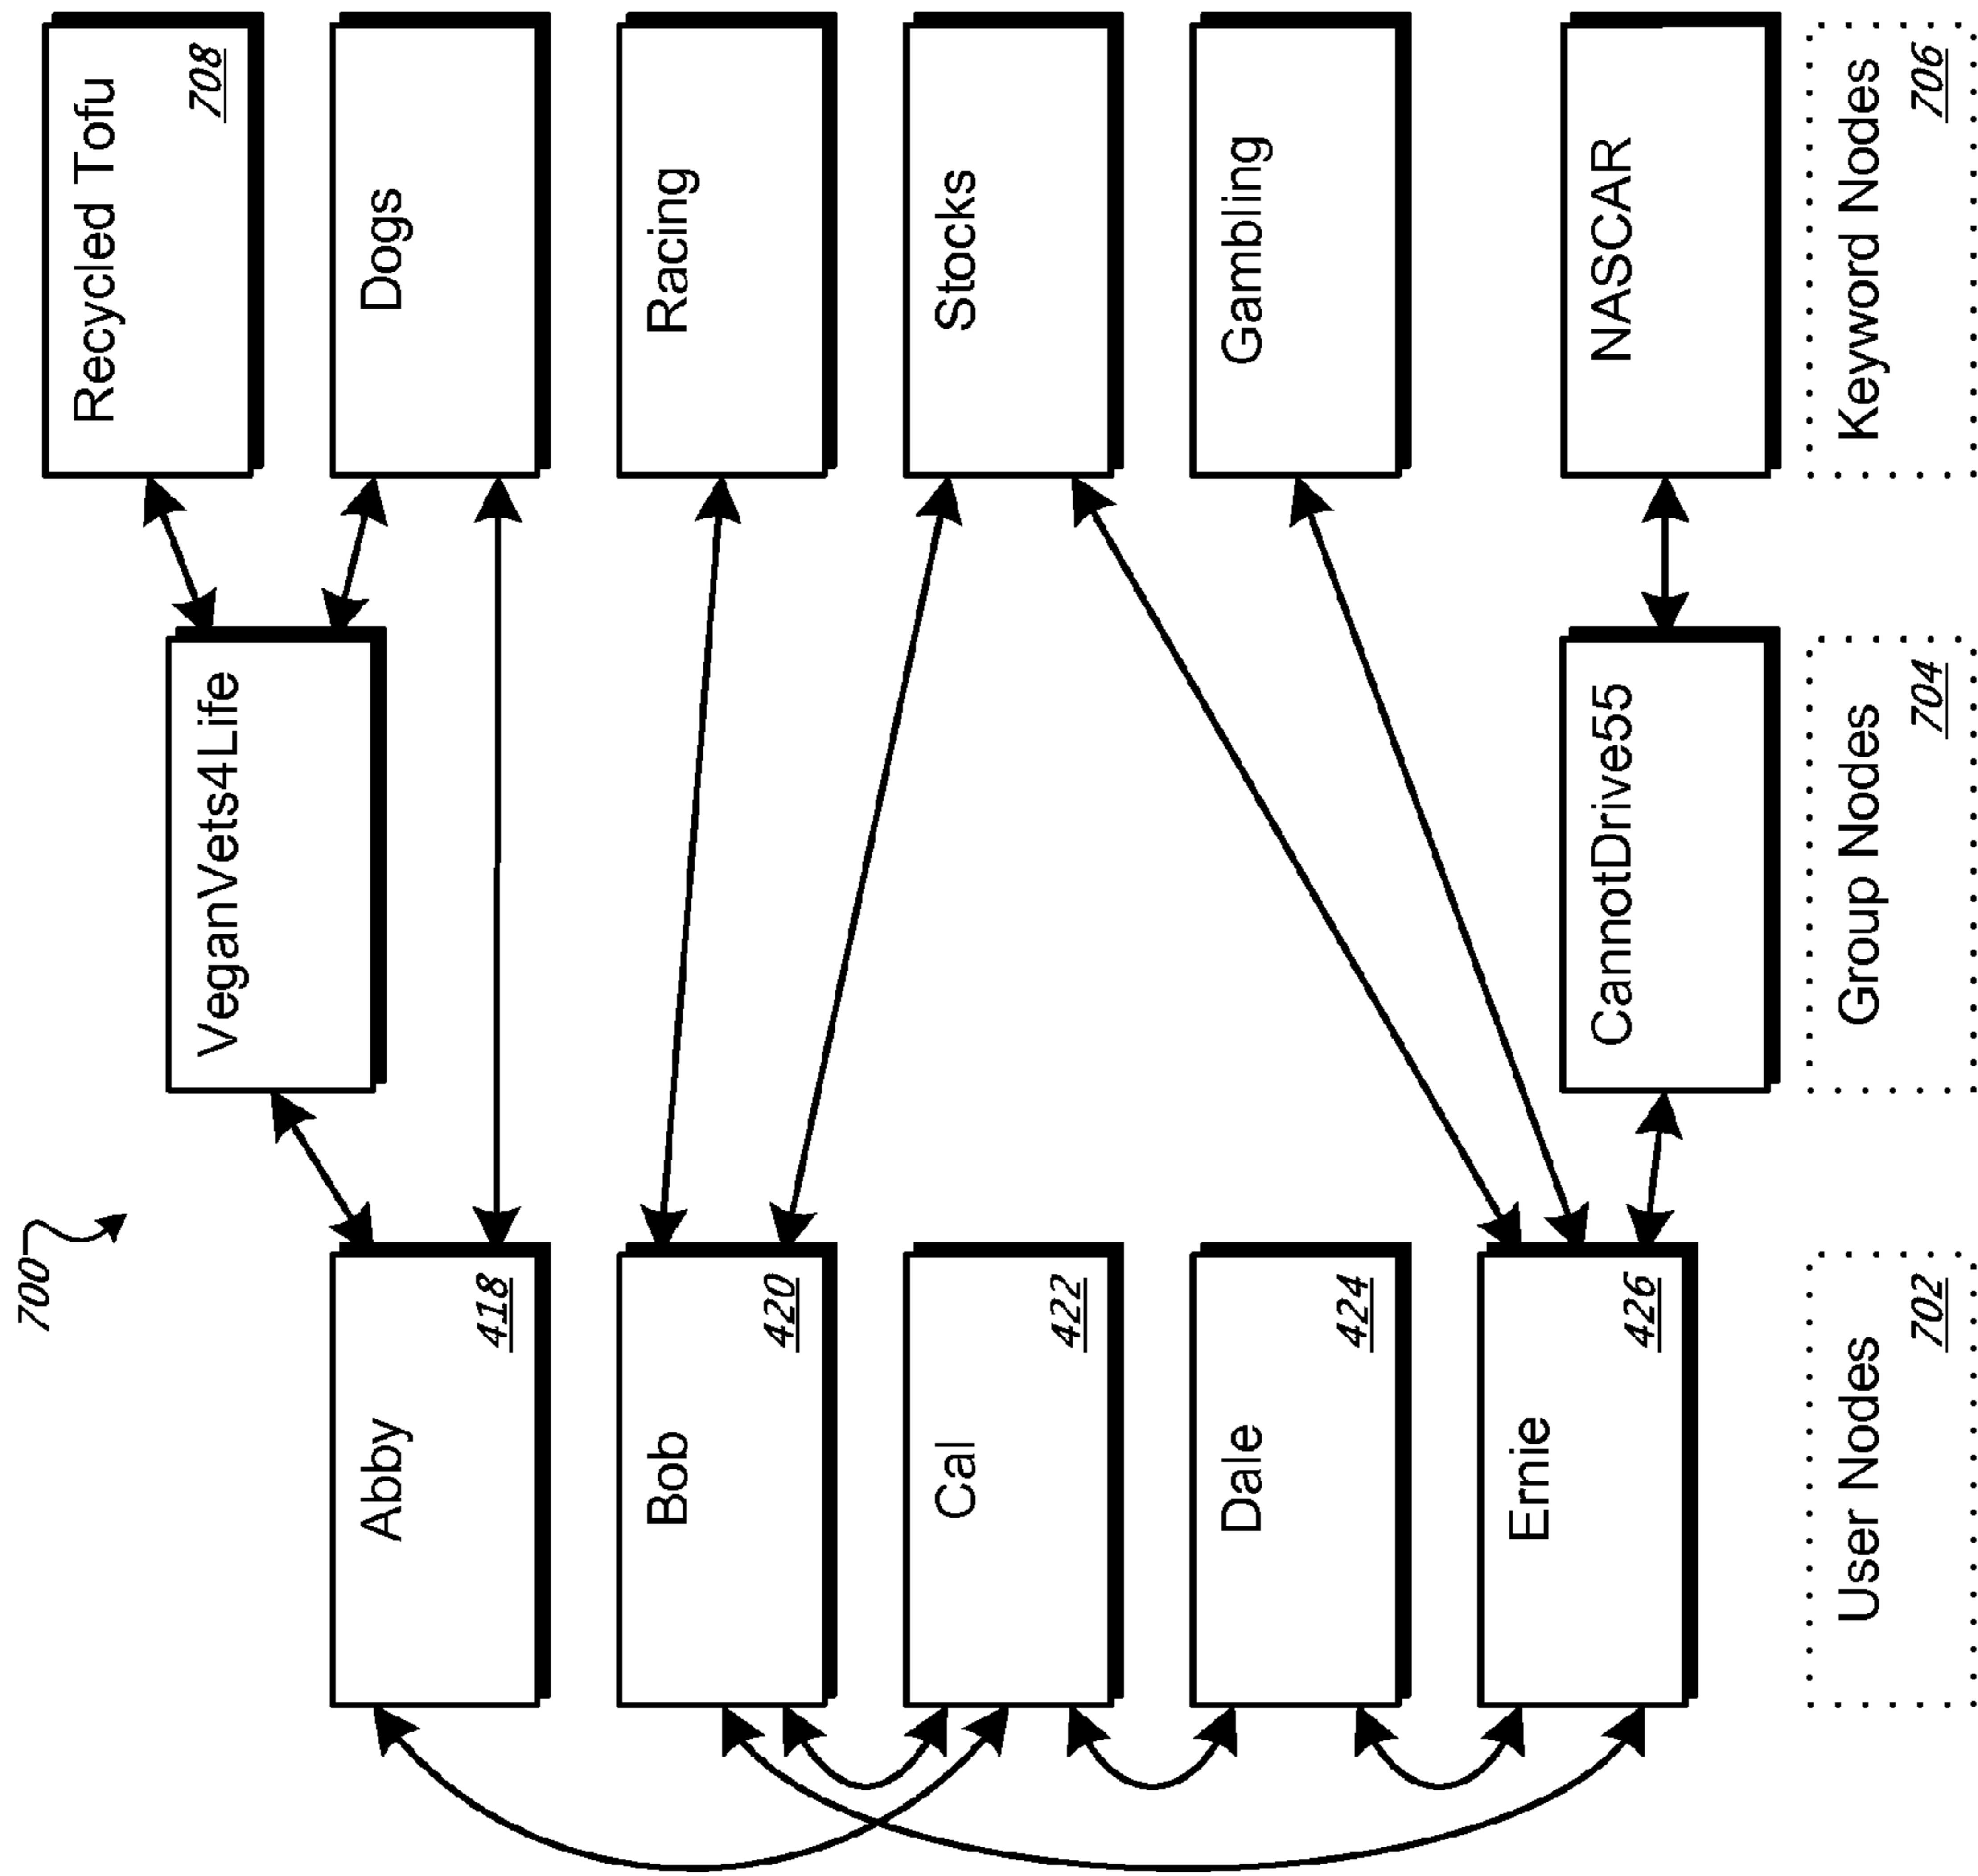 700
Abby
418
Bob
420
Cal
422
Dale
424
Ernie
426
User Nodes
702
VeganVets4Life
CannotDrive55
Group Nodes
704
Recycled Tofu
708
Dogs
Racing
Stocks
Gambling
NASCAR
Keyword Nodes
706